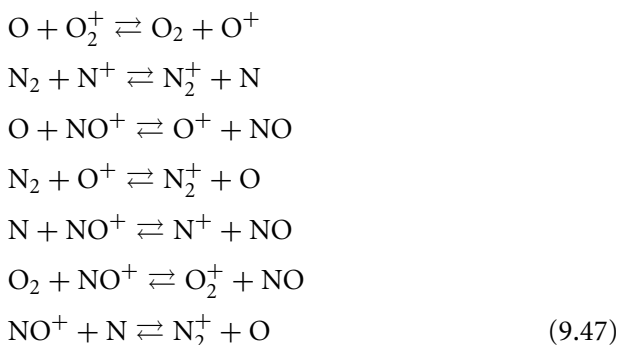 O + O₂⁺ ⇄ O₂ + O⁺
N₂ + N⁺ ⇄ N₂⁺ + N
O + NO⁺ ⇄ O⁺ + NO
N₂ + O⁺ ⇄ N₂⁺ + O
N + NO⁺ ⇄ N⁺ + NO
O₂ + NO⁺ ⇄ O₂⁺ + NO
NO⁺ + N ⇄ N₂⁺ + O (9.47)